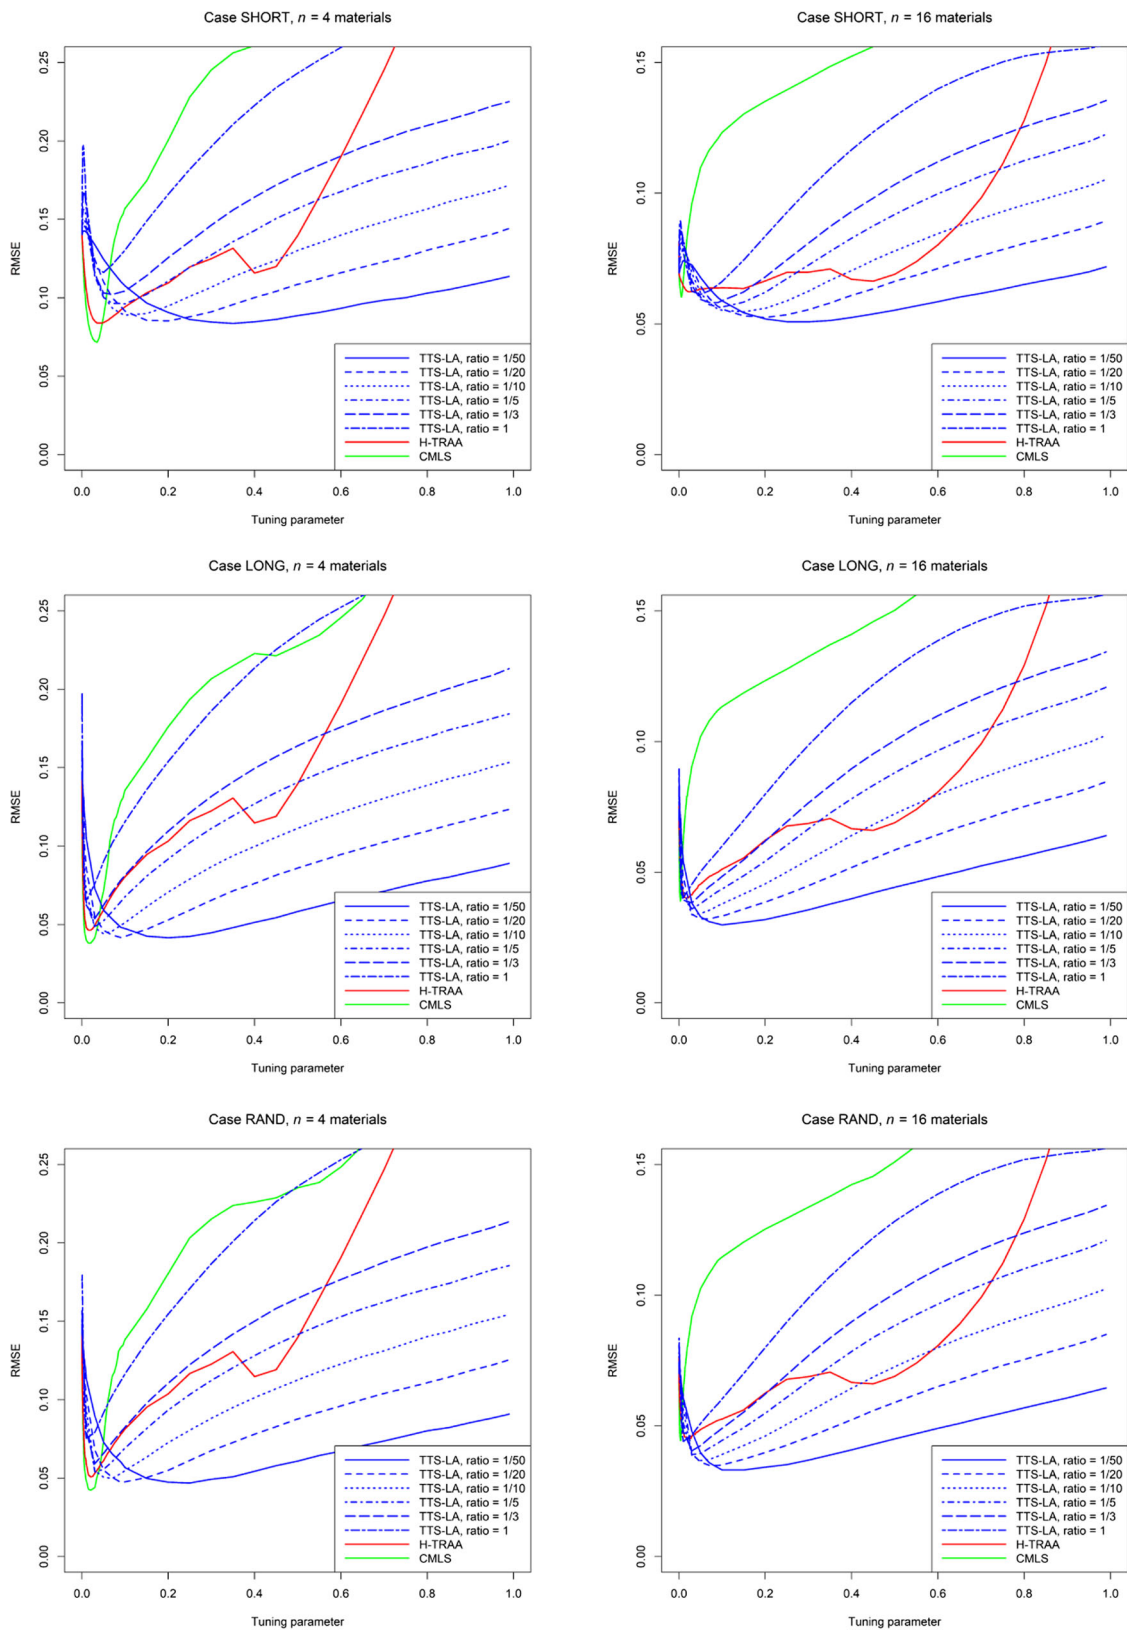 Case SHORT, n = 4 materials
RMSE
0.25
0.20
0.15
0.10
0.05
0.00
TTS-LA, ratio = 1/50
TTS-LA, ratio = 1/20
TTS-LA, ratio = 1/10
TTS-LA, ratio = 1/5
TTS-LA, ratio = 1/3
TTS-LA, ratio = 1
H-TRAA
CMLS
0.0 0.2 0.4 0.6 0.8 1.0
Tuning parameter
Case SHORT, n = 16 materials
RMSE
0.15
0.10
0.05
0.00
TTS-LA, ratio = 1/50
TTS-LA, ratio = 1/20
TTS-LA, ratio = 1/10
TTS-LA, ratio = 1/5
TTS-LA, ratio = 1/3
TTS-LA, ratio = 1
H-TRAA
CMLS
0.0 0.2 0.4 0.6 0.8 1.0
Tuning parameter
Case LONG, n = 4 materials
RMSE
0.25
0.20
0.15
0.10
0.05
0.00
TTS-LA, ratio = 1/50
TTS-LA, ratio = 1/20
TTS-LA, ratio = 1/10
TTS-LA, ratio = 1/5
TTS-LA, ratio = 1/3
TTS-LA, ratio = 1
H-TRAA
CMLS
0.0 0.2 0.4 0.6 0.8 1.0
Tuning parameter
Case LONG, n = 16 materials
RMSE
0.15
0.10
0.05
0.00
TTS-LA, ratio = 1/50
TTS-LA, ratio = 1/20
TTS-LA, ratio = 1/10
TTS-LA, ratio = 1/5
TTS-LA, ratio = 1/3
TTS-LA, ratio = 1
H-TRAA
CMLS
0.0 0.2 0.4 0.6 0.8 1.0
Tuning parameter
Case RAND, n = 4 materials
RMSE
0.25
0.20
0.15
0.10
0.05
0.00
TTS-LA, ratio = 1/50
TTS-LA, ratio = 1/20
TTS-LA, ratio = 1/10
TTS-LA, ratio = 1/5
TTS-LA, ratio = 1/3
TTS-LA, ratio = 1
H-TRAA
CMLS
0.0 0.2 0.4 0.6 0.8 1.0
Tuning parameter
Case RAND, n = 16 materials
RMSE
0.15
0.10
0.05
0.00
TTS-LA, ratio = 1/50
TTS-LA, ratio = 1/20
TTS-LA, ratio = 1/10
TTS-LA, ratio = 1/5
TTS-LA, ratio = 1/3
TTS-LA, ratio = 1
H-TRAA
CMLS
0.0 0.2 0.4 0.6 0.8 1.0
Tuning parameter